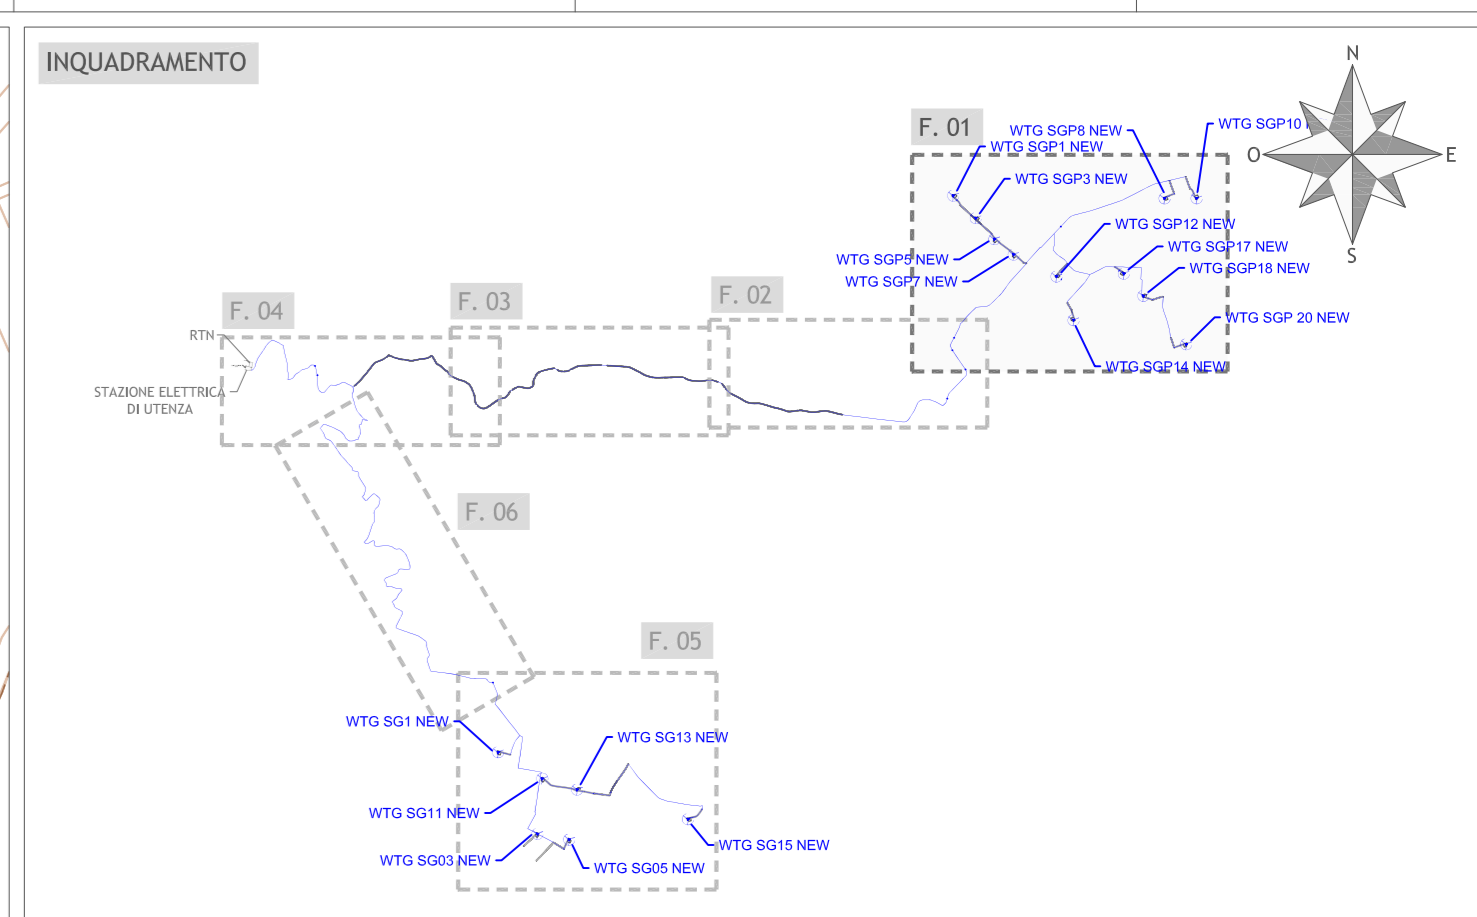 INQUADRAMENTO
N
O
E
S
F. 01
WTG SGP8 NEW
WTG SGP10
WTG SGP1 NEW
WTG SGP3 NEW
WTG SGP12 NEW
WTG SGP5 NEW
WTG SGP17 NEW
WTG SGP18 NEW
WTG SGP7 NEW
WTG SGP 20 NEW
WTG SGP14 NEW
F. 02
F. 03
F. 04
RTN
STAZIONE ELETTRICA
DI UTENZA
F. 06
F. 05
WTG SG1 NEW
WTG SG13 NEW
WTG SG11 NEW
WTG SG15 NEW
WTG SG03 NEW
WTG SG05 NEW